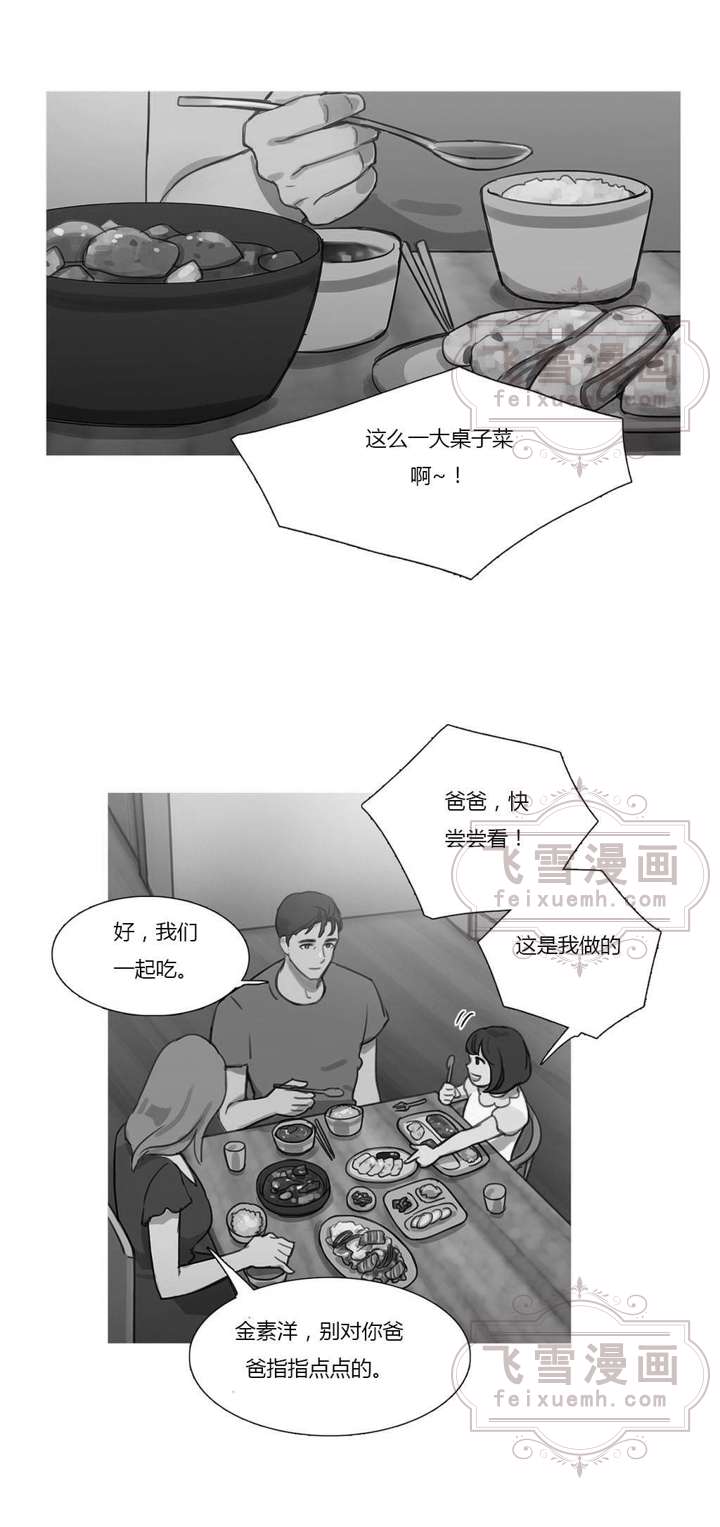 飞雪漫画
feixuemh.com
这么一大桌子菜
啊~！
爸爸，快
尝尝看！
飞雪漫画
feixuemh.com
这是我做的
好，我们
一起吃。
金素洋，别对你爸
爸指指点点的。
飞雪漫画
feixuemh.com